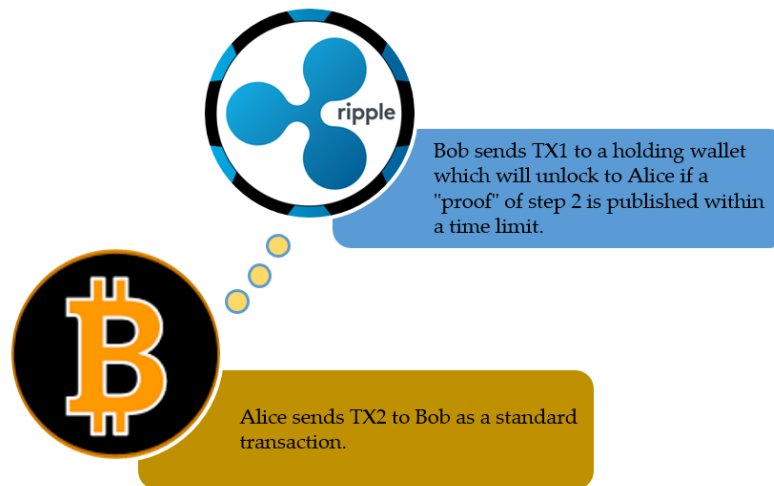 ripple
Bob sends TX1 to a holding wallet
which will unlock to Alice if a
"proof" of step 2 is published within
a time limit.
Alice sends TX2 to Bob as a standard
transaction.